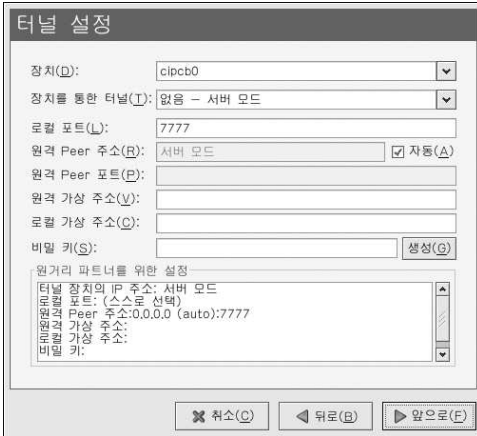 터널 설정
장치(D): cipcb0
장치를 통한 터널(T): 없음 - 서버 모드
로컬 포트(L): 7777
원격 Peer 주소(R): 서버 모드 자동(A)
원격 Peer 포트(P):
원격 가상 주소(V):
로컬 가상 주소(C):
비밀 키(S): 생성(G)
원거리 파트너를 위한 설정
터널 장치의 IP 주소: 서버 모드
로컬 포트: (스스로 선택)
원격 Peer 주소:0.0.0.0 (auto):7777
원격 가상 주소:
로컬 가상 주소:
비밀 키:
취소(C) 뒤로(B) 앞으로(F)